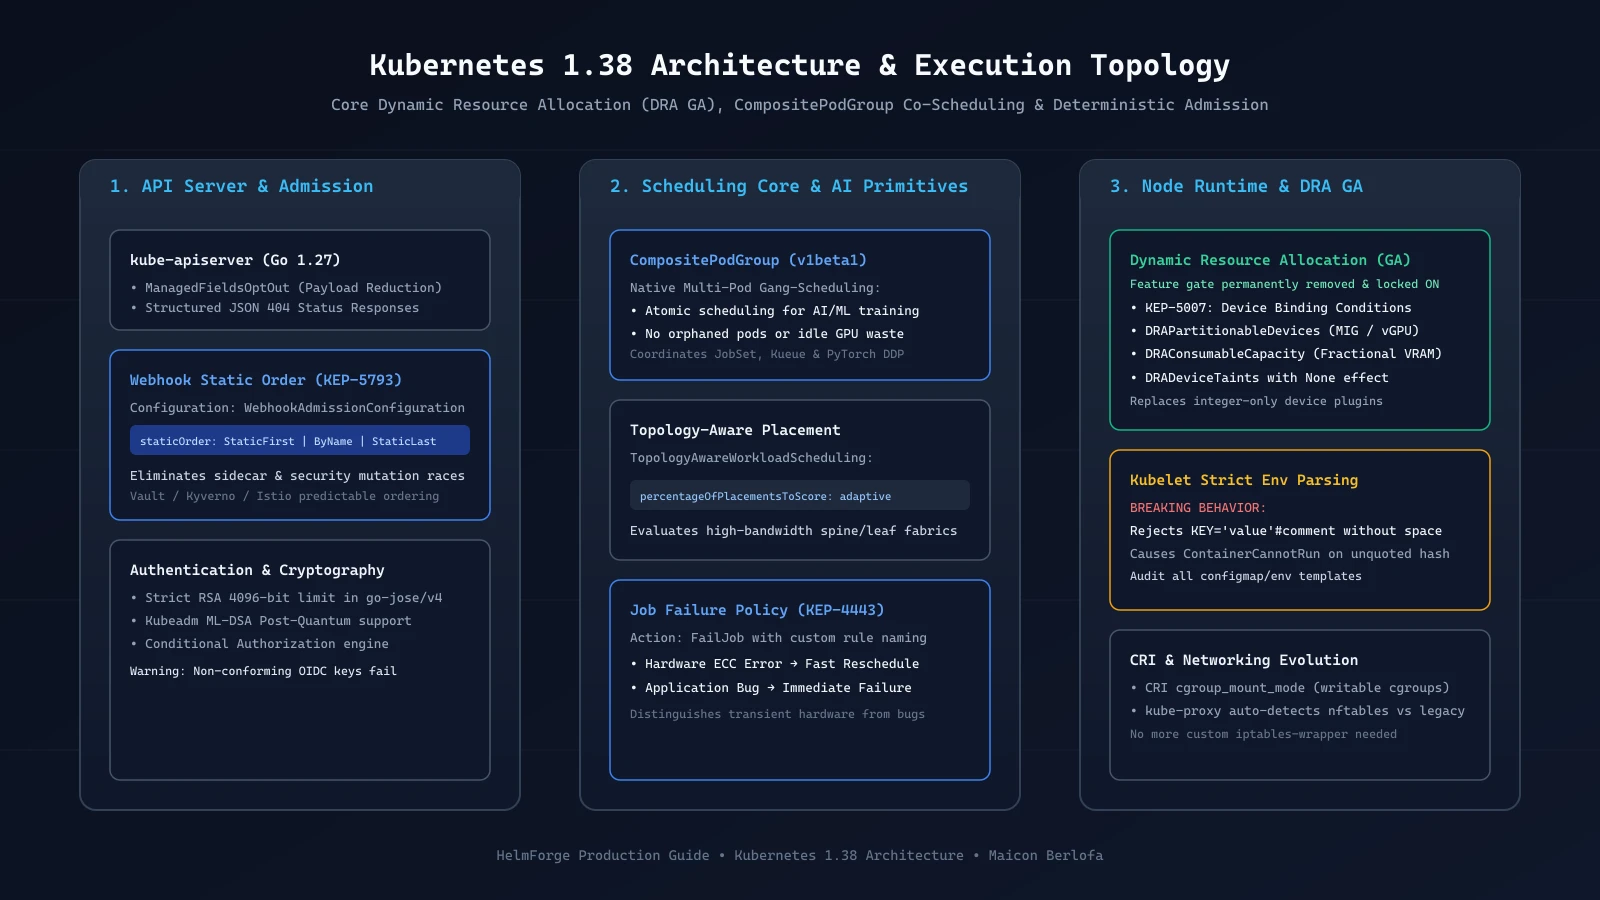 Kubernetes 1.38 Architecture & Execution Topology
Core Dynamic Resource Allocation (DRA GA), CompositePodGroup Co-Scheduling & Deterministic Admission
1. API Server & Admission
kube-apiserver (Go 1.27)
• ManagedFieldsOptOut (Payload Reduction)
• Structured JSON 404 Status Responses
Webhook Static Order (KEP-5793)
Configuration: WebhookAdmissionConfiguration
staticOrder: StaticFirst | ByName | StaticLast
Eliminates sidecar & security mutation races
Vault / Kyverno / Istio predictable ordering
Authentication & Cryptography
• Strict RSA 4096-bit limit in go-jose/v4
• Kubeadm ML-DSA Post-Quantum support
• Conditional Authorization engine
Warning: Non-conforming OIDC keys fail
2. Scheduling Core & AI Primitives
CompositePodGroup (v1beta1)
Native Multi-Pod Gang-Scheduling:
• Atomic scheduling for AI/ML training
• No orphaned pods or idle GPU waste
Coordinates JobSet, Kueue & PyTorch DDP
Topology-Aware Placement
TopologyAwareWorkloadScheduling:
percentageOfPlacementsToScore: adaptive
Evaluates high-bandwidth spine/leaf fabrics
Job Failure Policy (KEP-4443)
Action: FailJob with custom rule naming
• Hardware ECC Error → Fast Reschedule
• Application Bug → Immediate Failure
Distinguishes transient hardware from bugs
3. Node Runtime & DRA GA
Dynamic Resource Allocation (GA)
Feature gate permanently removed & locked ON
• KEP-5007: Device Binding Conditions
• DRAPartitionableDevices (MIG / vGPU)
• DRAConsumableCapacity (Fractional VRAM)
• DRADeviceTaints with None effect
Replaces integer-only device plugins
Kubelet Strict Env Parsing
BREAKING BEHAVIOR:
Rejects KEY='value'#comment without space
Causes ContainerCannotRun on unquoted hash
Audit all configmap/env templates
CRI & Networking Evolution
• CRI cgroup_mount_mode (writable cgroups)
• kube-proxy auto-detects nftables vs legacy
No more custom iptables-wrapper needed
HelmForge Production Guide • Kubernetes 1.38 Architecture • Maicon Berlofa